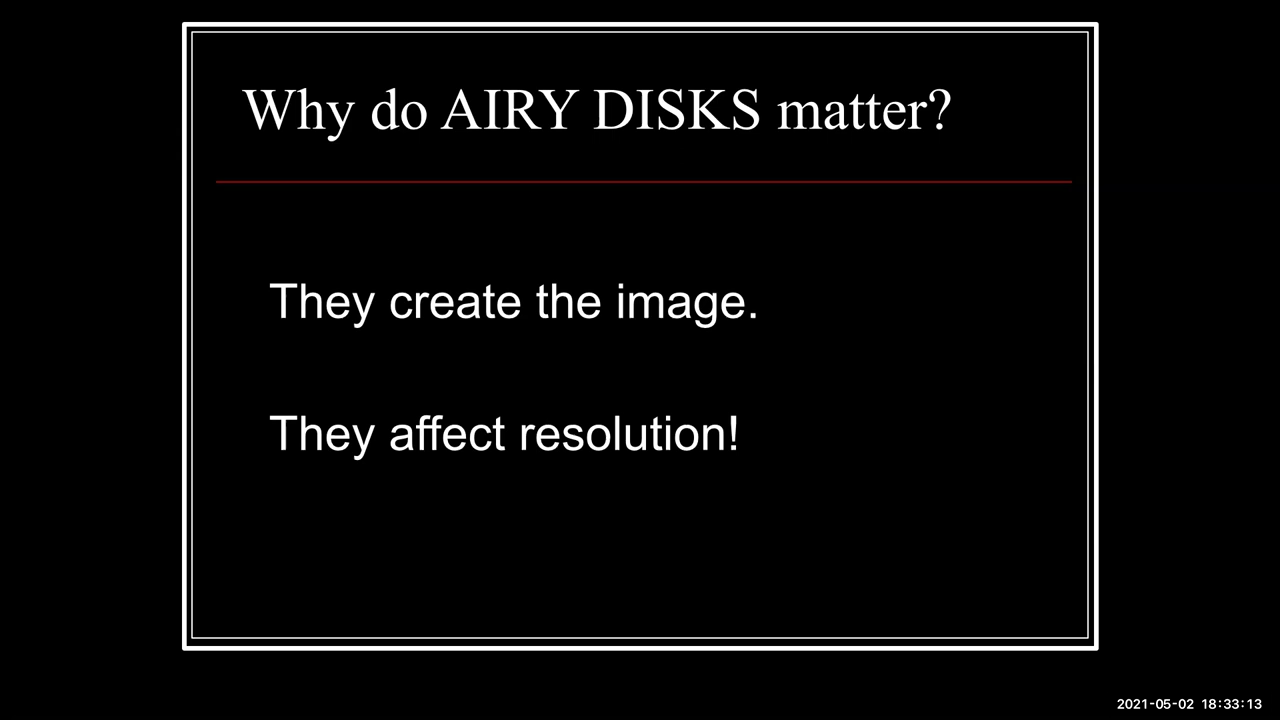 Why do AIRY DISKS matter?
They create the image.
They affect resolution!
2021-05-02 18:33:13